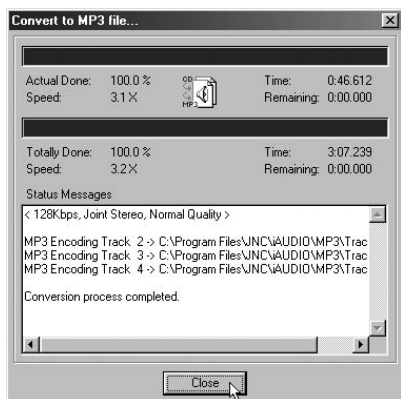 Convert to MP3 file...
Actual Done: 100.0 % Time: 0:46.612
Speed: 3.1 X Remaining: 0:00.000
CD
MP3
Totally Done: 100.0 % Time: 3:07.239
Speed: 3.2 X Remaining: 0:00.000
Status Messages
< 128Kbps, Joint Stereo, Normal Quality >
MP3 Encoding Track 2 -> C:\Program Files\JNC\iAUDIO\MP3\Trac
MP3 Encoding Track 3 -> C:\Program Files\JNC\iAUDIO\MP3\Trac
MP3 Encoding Track 4 -> C:\Program Files\JNC\iAUDIO\MP3\Trac
Conversion process completed.
Close